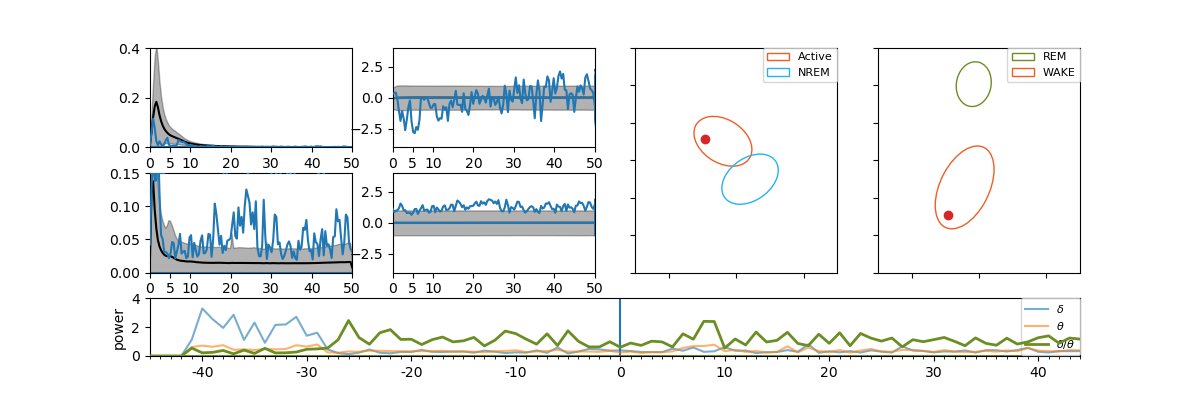 0.4
0.2
0.0
0 5 10 20 30 40 50
2.5
0.0
−2.5
0 5 10 20 30 40 50
Active
NREM
REM
WAKE
0.15
0.10
0.05
0.00
0 5 10 20 30 40 50
2.5
0.0
−2.5
0 5 10 20 30 40 50
power
4
2
0
-40 -30 -20 -10 0 10 20 30 40
δ
θ
δ/θ